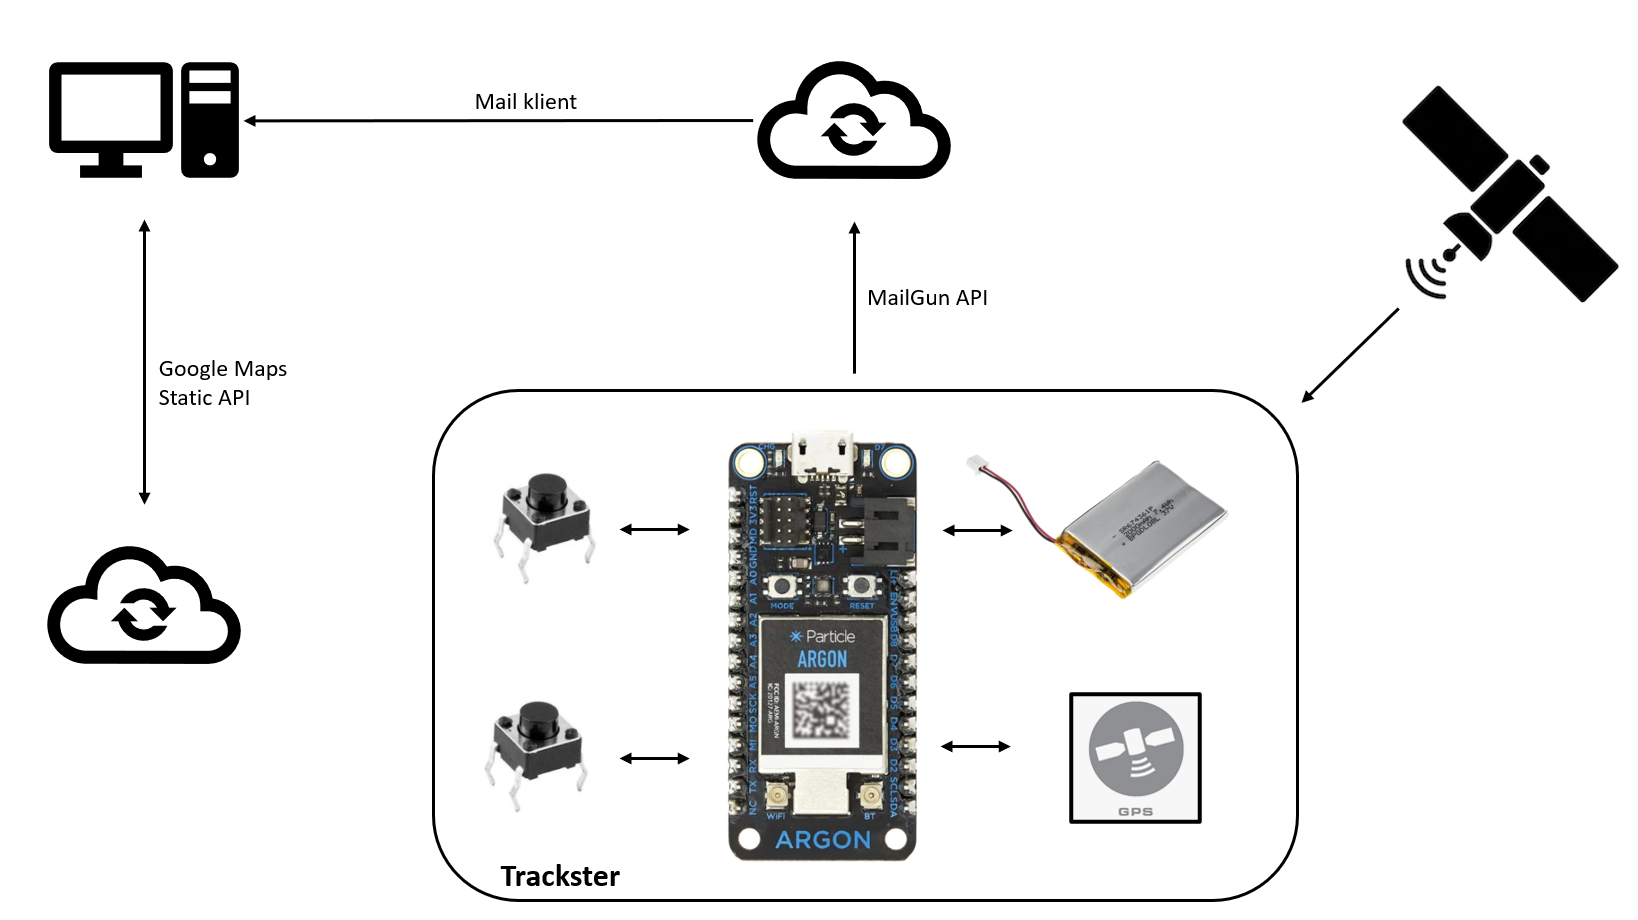 Mail klient
MailGun API
Google Maps
Static API
CHG
D7
RST
3V3
MD
GND
A0
A1
A2
A3
A4
A5
SCK
MO
MI
RX
TX
NC
LI+
EN
VUSB
D8
D7
D6
D5
D4
D3
D2
SCL
SDA
MODE
RESET
Particle
ARGON
WiFi
BT
ARGON
GPS
Trackster